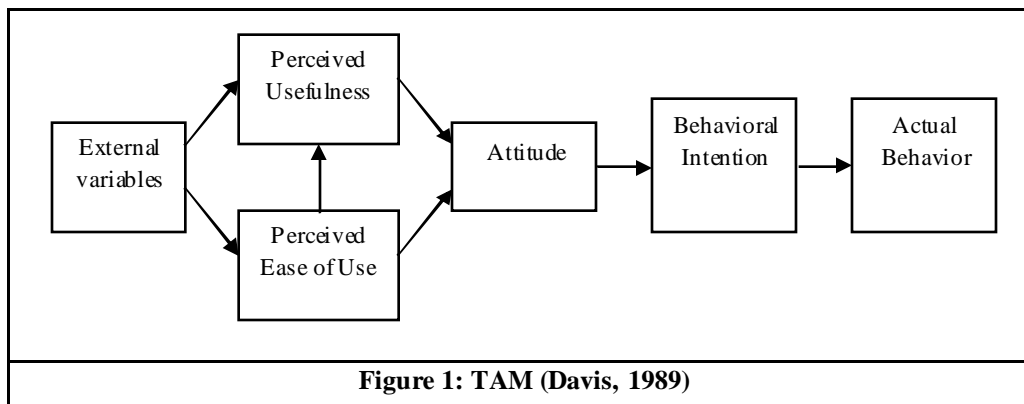 Perceived
Usefulness
External
variables
Attitude
Behavioral
Intention
Actual
Behavior
Perceived
Ease of Use
Figure 1: TAM (Davis, 1989)